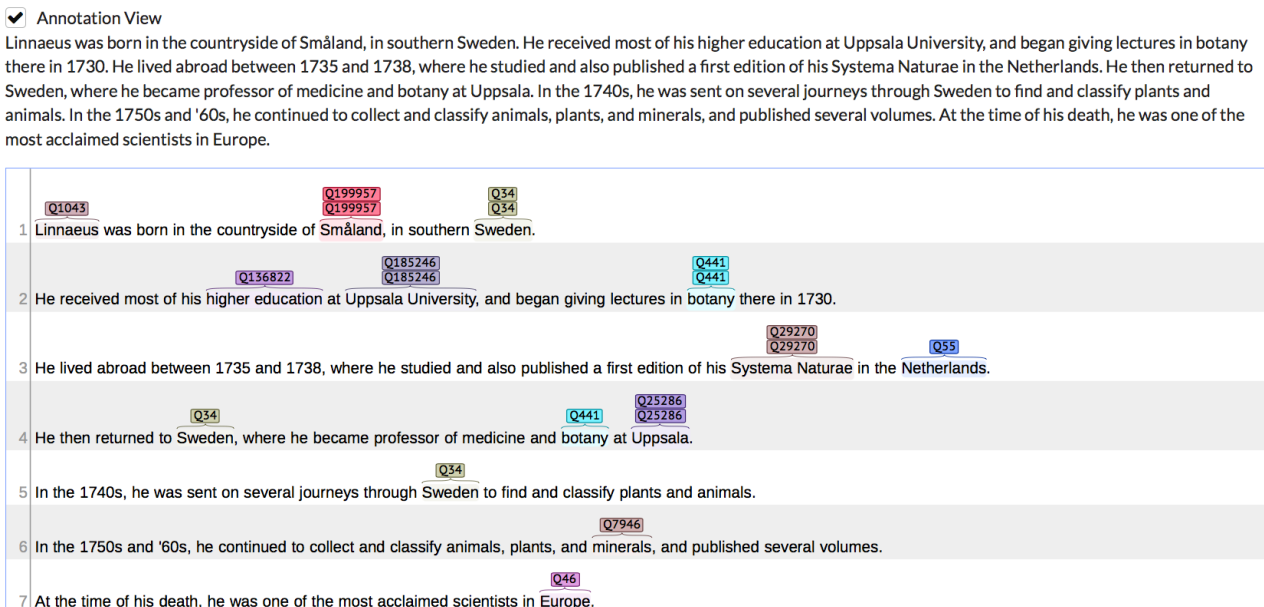 Annotation View
Linnaeus was born in the countryside of Småland, in southern Sweden. He received most of his higher education at Uppsala University, and began giving lectures in botany
there in 1730. He lived abroad between 1735 and 1738, where he studied and also published a first edition of his Systema Naturae in the Netherlands. He then returned to
Sweden, where he became professor of medicine and botany at Uppsala. In the 1740s, he was sent on several journeys through Sweden to find and classify plants and
animals. In the 1750s and '60s, he continued to collect and classify animals, plants, and minerals, and published several volumes. At the time of his death, he was one of the
most acclaimed scientists in Europe.
Q199957 Q34
Q1043 Q199957 Q34
1 Linnaeus was born in the countryside of Småland, in southern Sweden.
Q185246 Q441
Q136822 Q185246 Q441
2 He received most of his higher education at Uppsala University, and began giving lectures in botany there in 1730.
Q29270
Q29270 Q55
3 He lived abroad between 1735 and 1738, where he studied and also published a first edition of his Systema Naturae in the Netherlands.
Q25286
Q34 Q441 Q25286
4 He then returned to Sweden, where he became professor of medicine and botany at Uppsala.
Q34
5 In the 1740s, he was sent on several journeys through Sweden to find and classify plants and animals.
Q7946
6 In the 1750s and '60s, he continued to collect and classify animals, plants, and minerals, and published several volumes.
Q46
7 At the time of his death, he was one of the most acclaimed scientists in Europe.